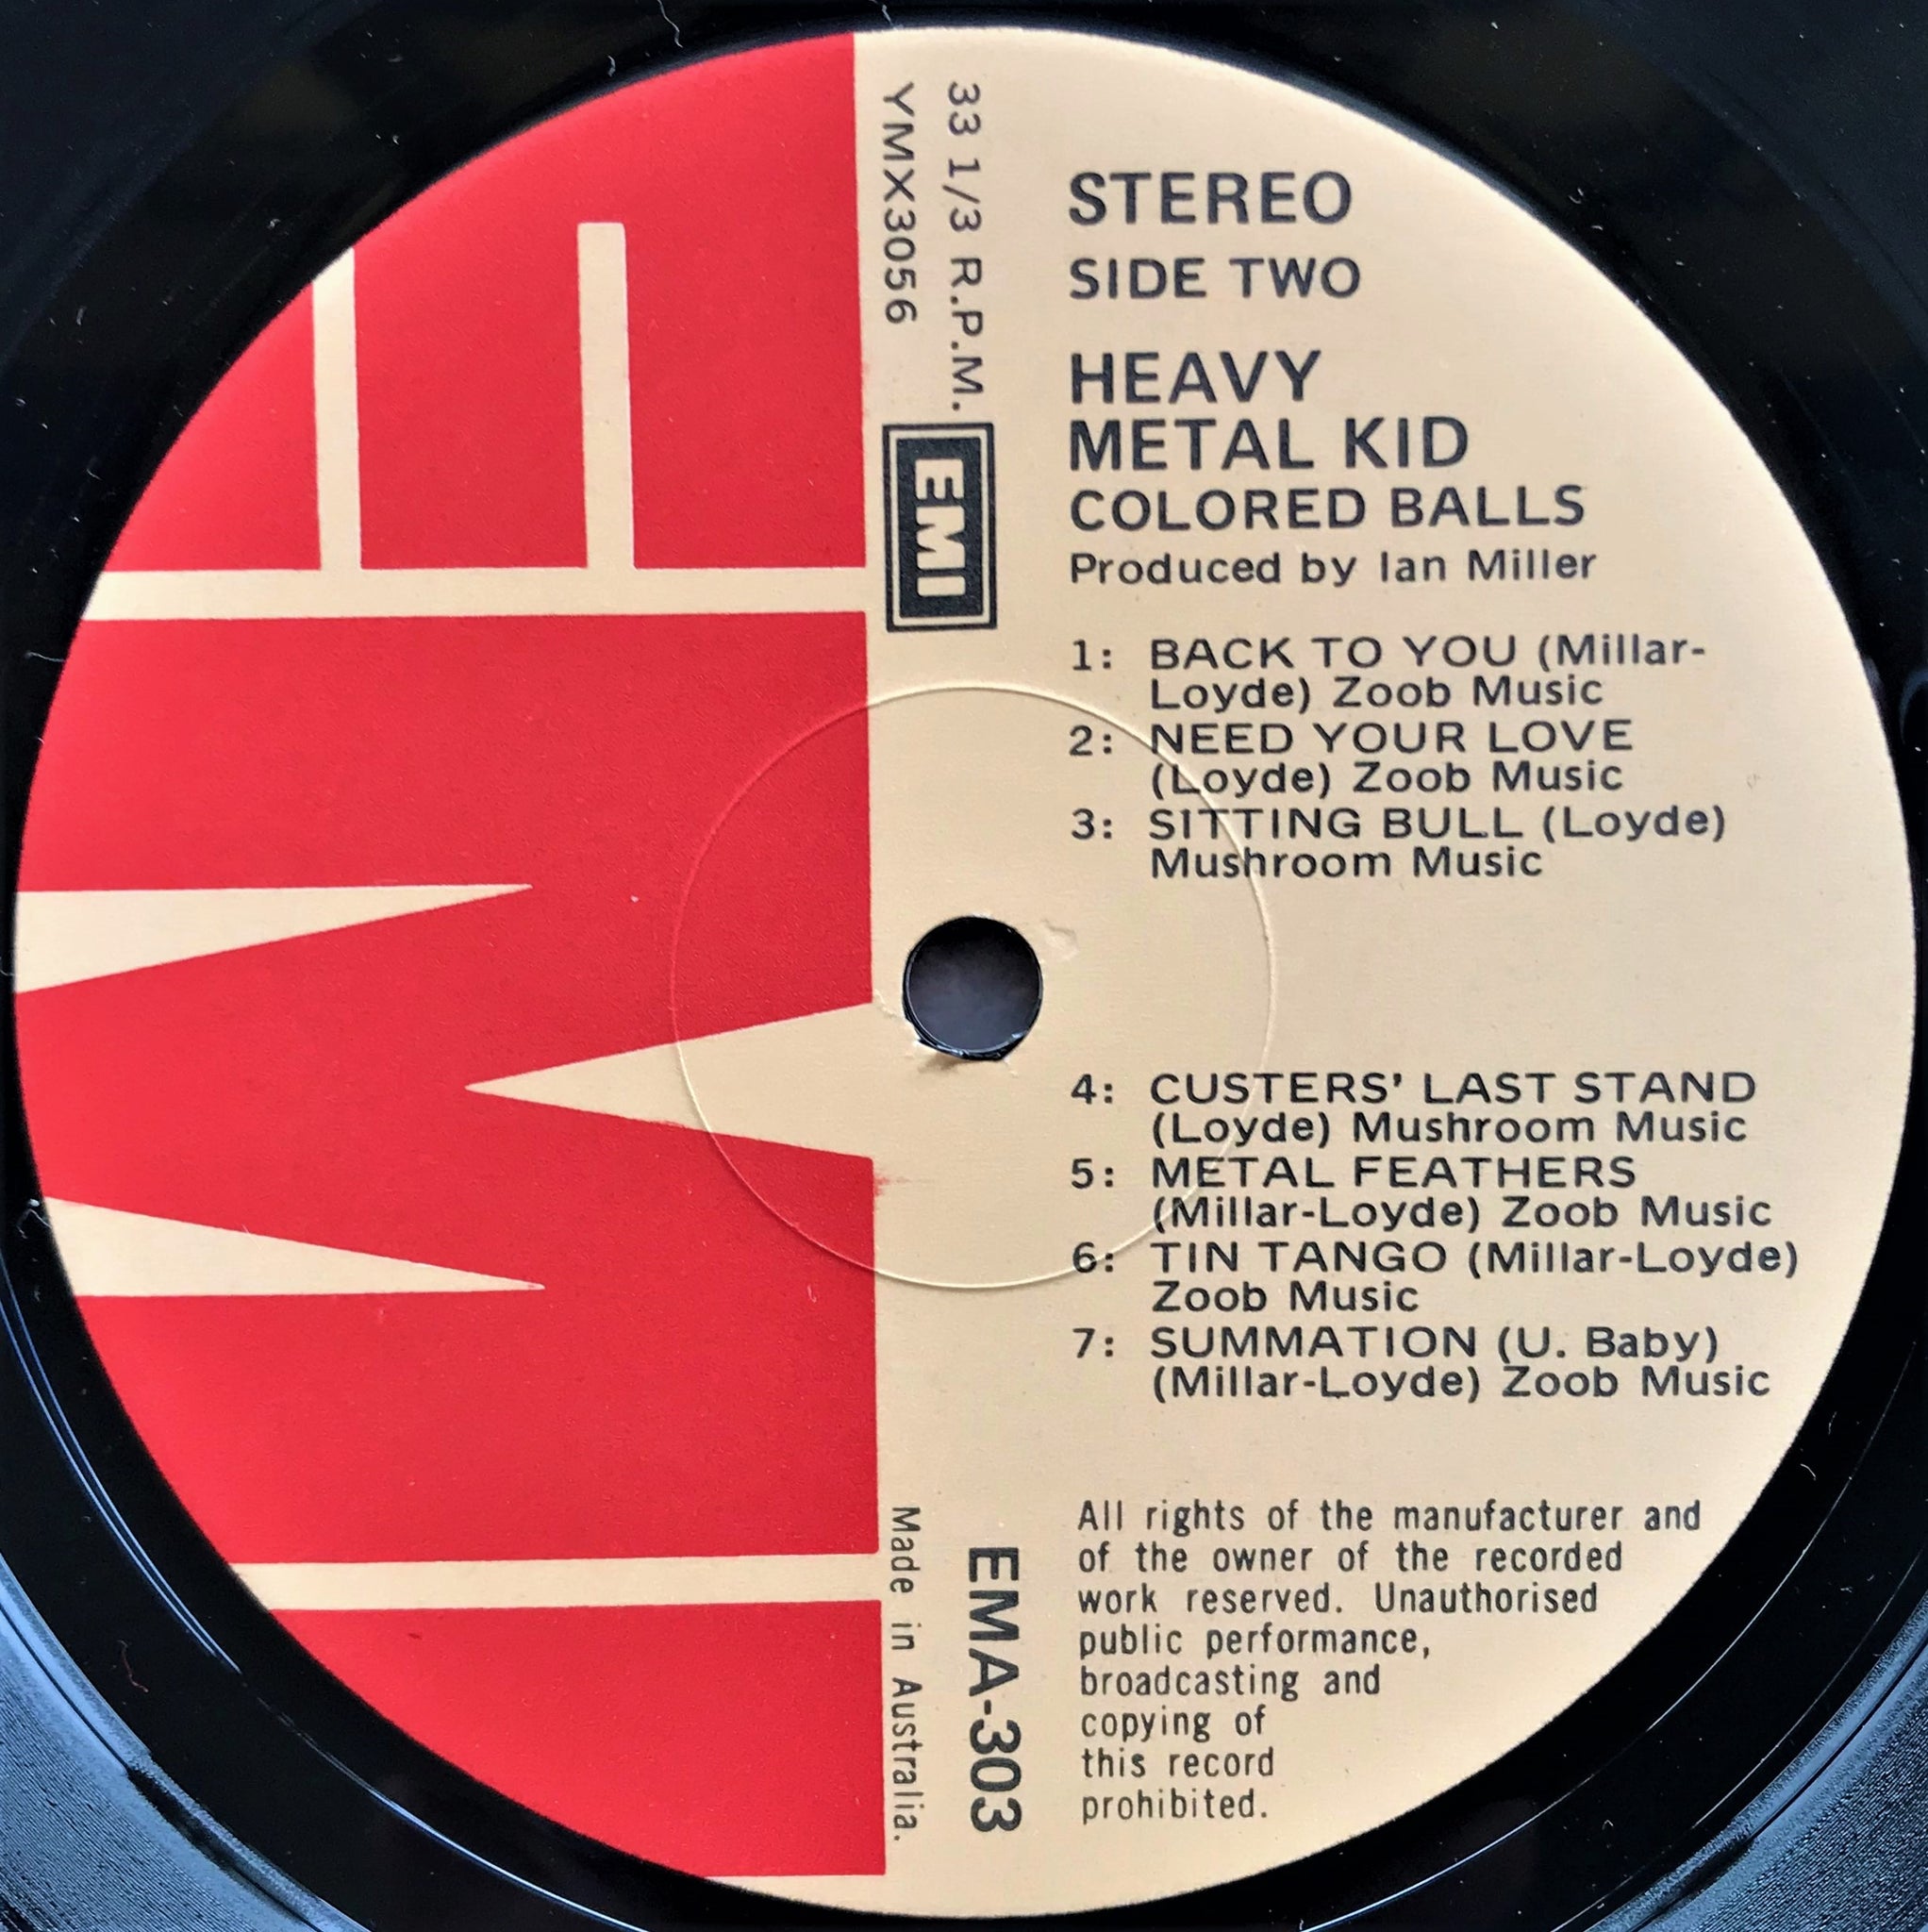 33 1/3 R.P.M.
YMX3056
EMI
STEREO
SIDE TWO
HEAVY
METAL KID
COLORED BALLS
Produced by Ian Miller
1: BACK TO YOU (Millar-
Loyde) Zoob Music
2: NEED YOUR LOVE
(Loyde) Zoob Music
3: SITTING BULL (Loyde)
Mushroom Music
4: CUSTERS' LAST STAND
(Loyde) Mushroom Music
5: METAL FEATHERS
(Millar-Loyde) Zoob Music
6: TIN TANGO (Millar-Loyde)
Zoob Music
7: SUMMATION (U. Baby)
(Millar-Loyde) Zoob Music
EMA-303
Made in Australia.
All rights of the manufacturer and
of the owner of the recorded
work reserved. Unauthorised
public performance,
broadcasting and
copying of
this record
prohibited.